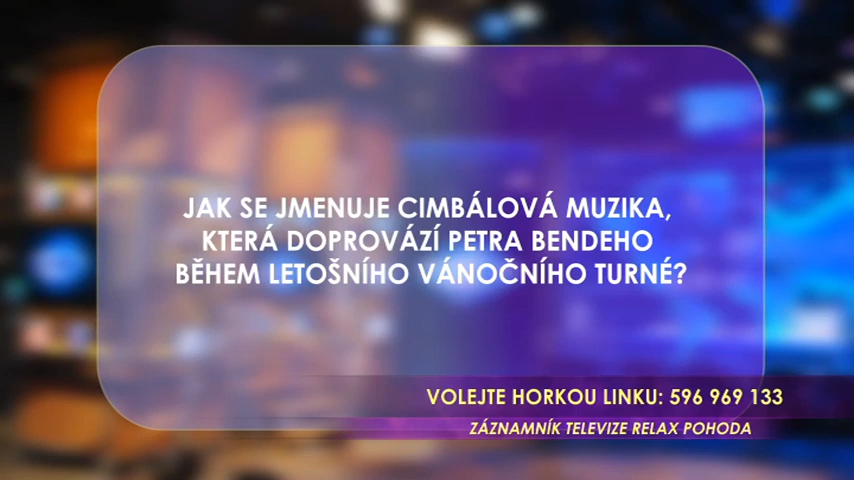 JAK SE JMENUJE CIMBÁLOVÁ MUZIKA,
KTERÁ DOPROVÁZÍ PETRA BENDEHO
BĚHEM LETOŠNÍHO VÁNOČNÍHO TURNÉ?
VOLEJTE HORKOU LINKU: 596 969 133
ZÁZNAMNÍK TELEVIZE RELAX POHODA